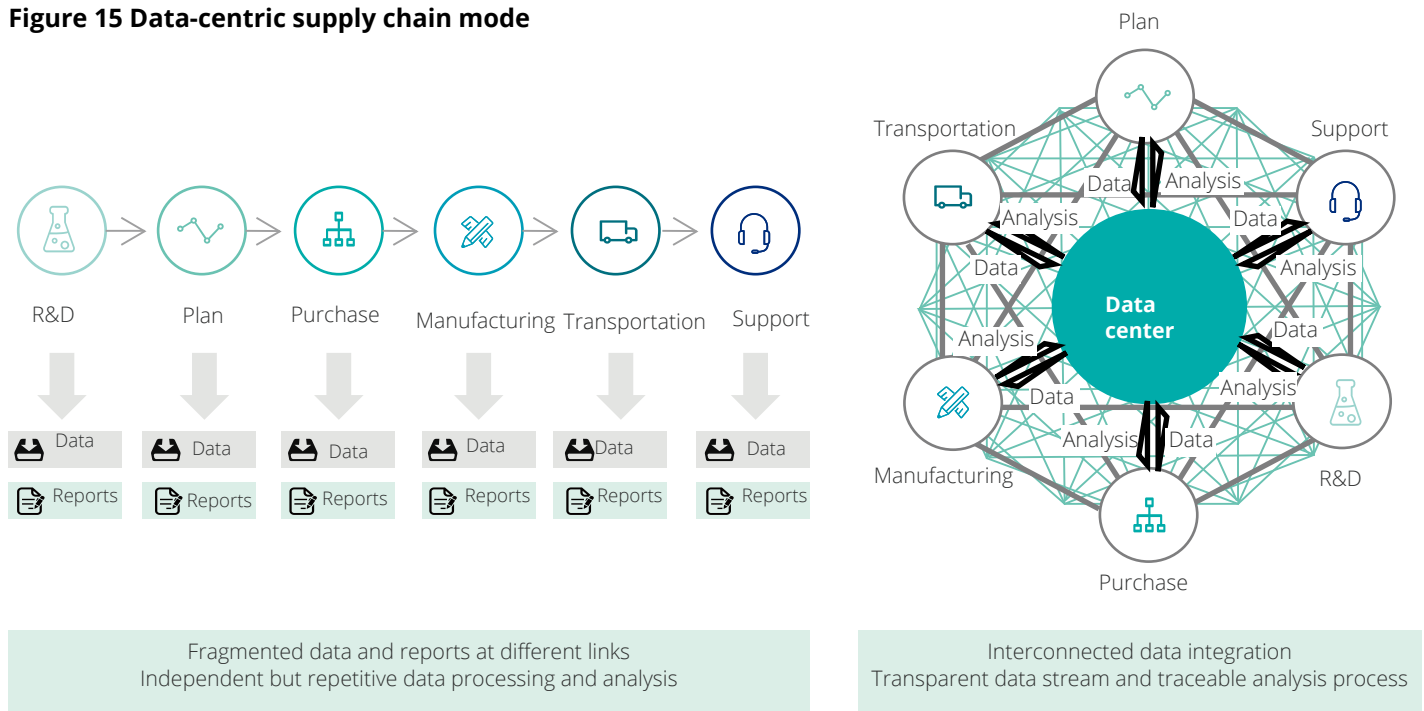 Figure 15 Data-centric supply chain mode
R&D
Plan
Purchase
Manufacturing
Transportation
Support
Data
Data
Data
Data
Data
Data
Reports
Reports
Reports
Reports
Reports
Reports
Fragmented data and reports at different links
Independent but repetitive data processing and analysis
Plan
Transportation
Support
Data
Analysis
Analysis
Data
Data
Analysis
Data
center
Analysis
Data
Data
Analysis
Analysis
Data
Manufacturing
R&D
Purchase
Interconnected data integration
Transparent data stream and traceable analysis process